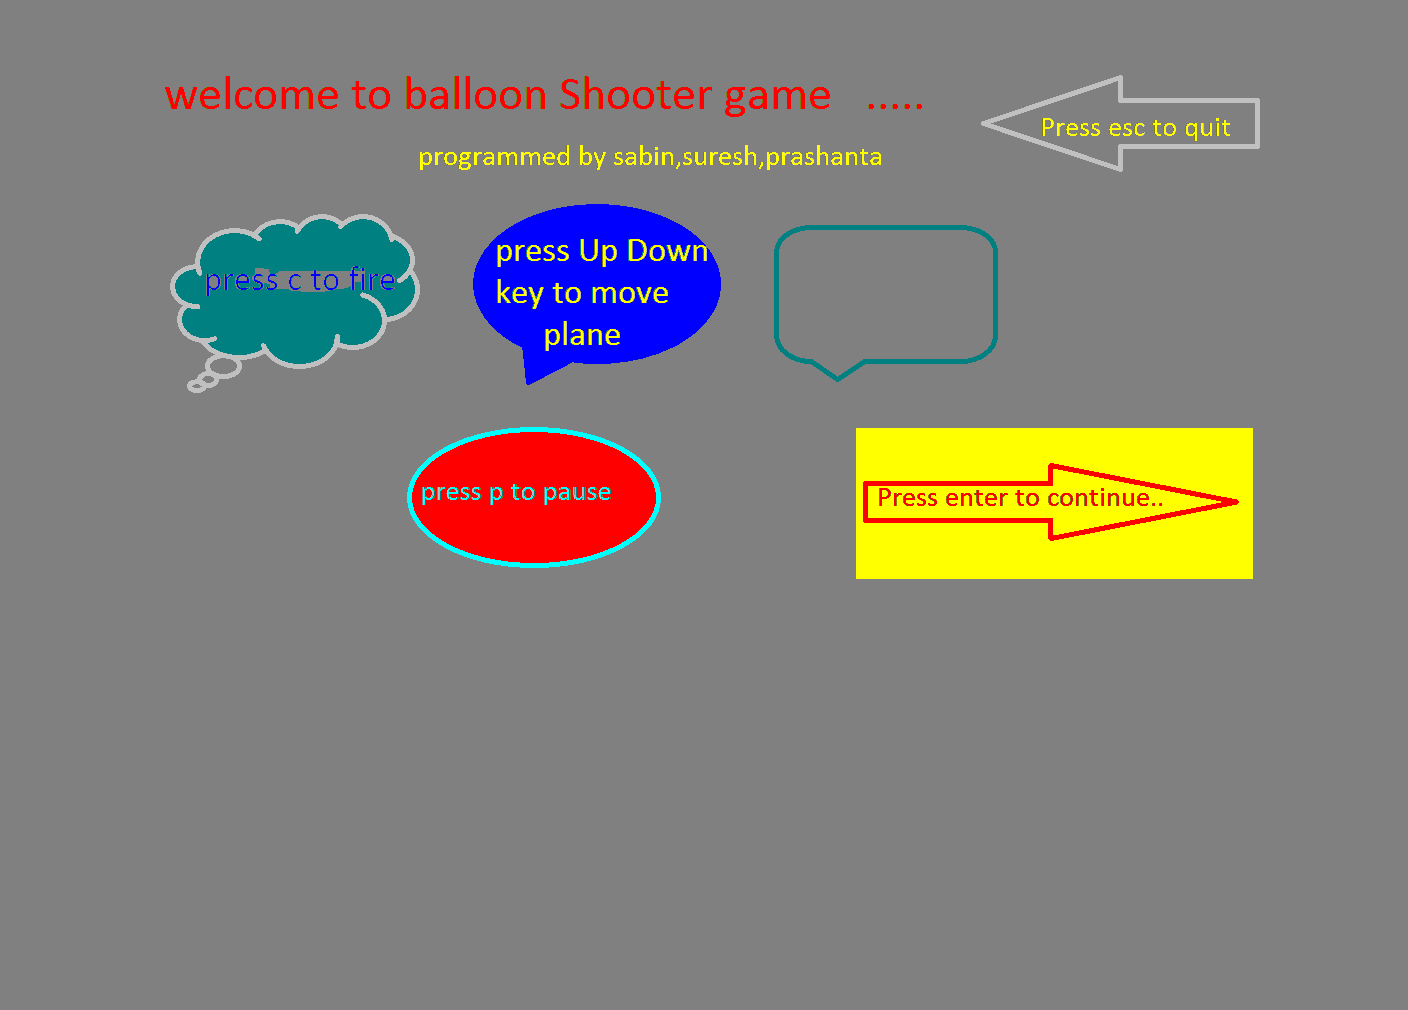 welcome to balloon Shooter game .....
Press esc to quit
programmed by sabin,suresh,prashanta
press c to fire
press Up Down
key to move
plane
press p to pause
Press enter to continue..